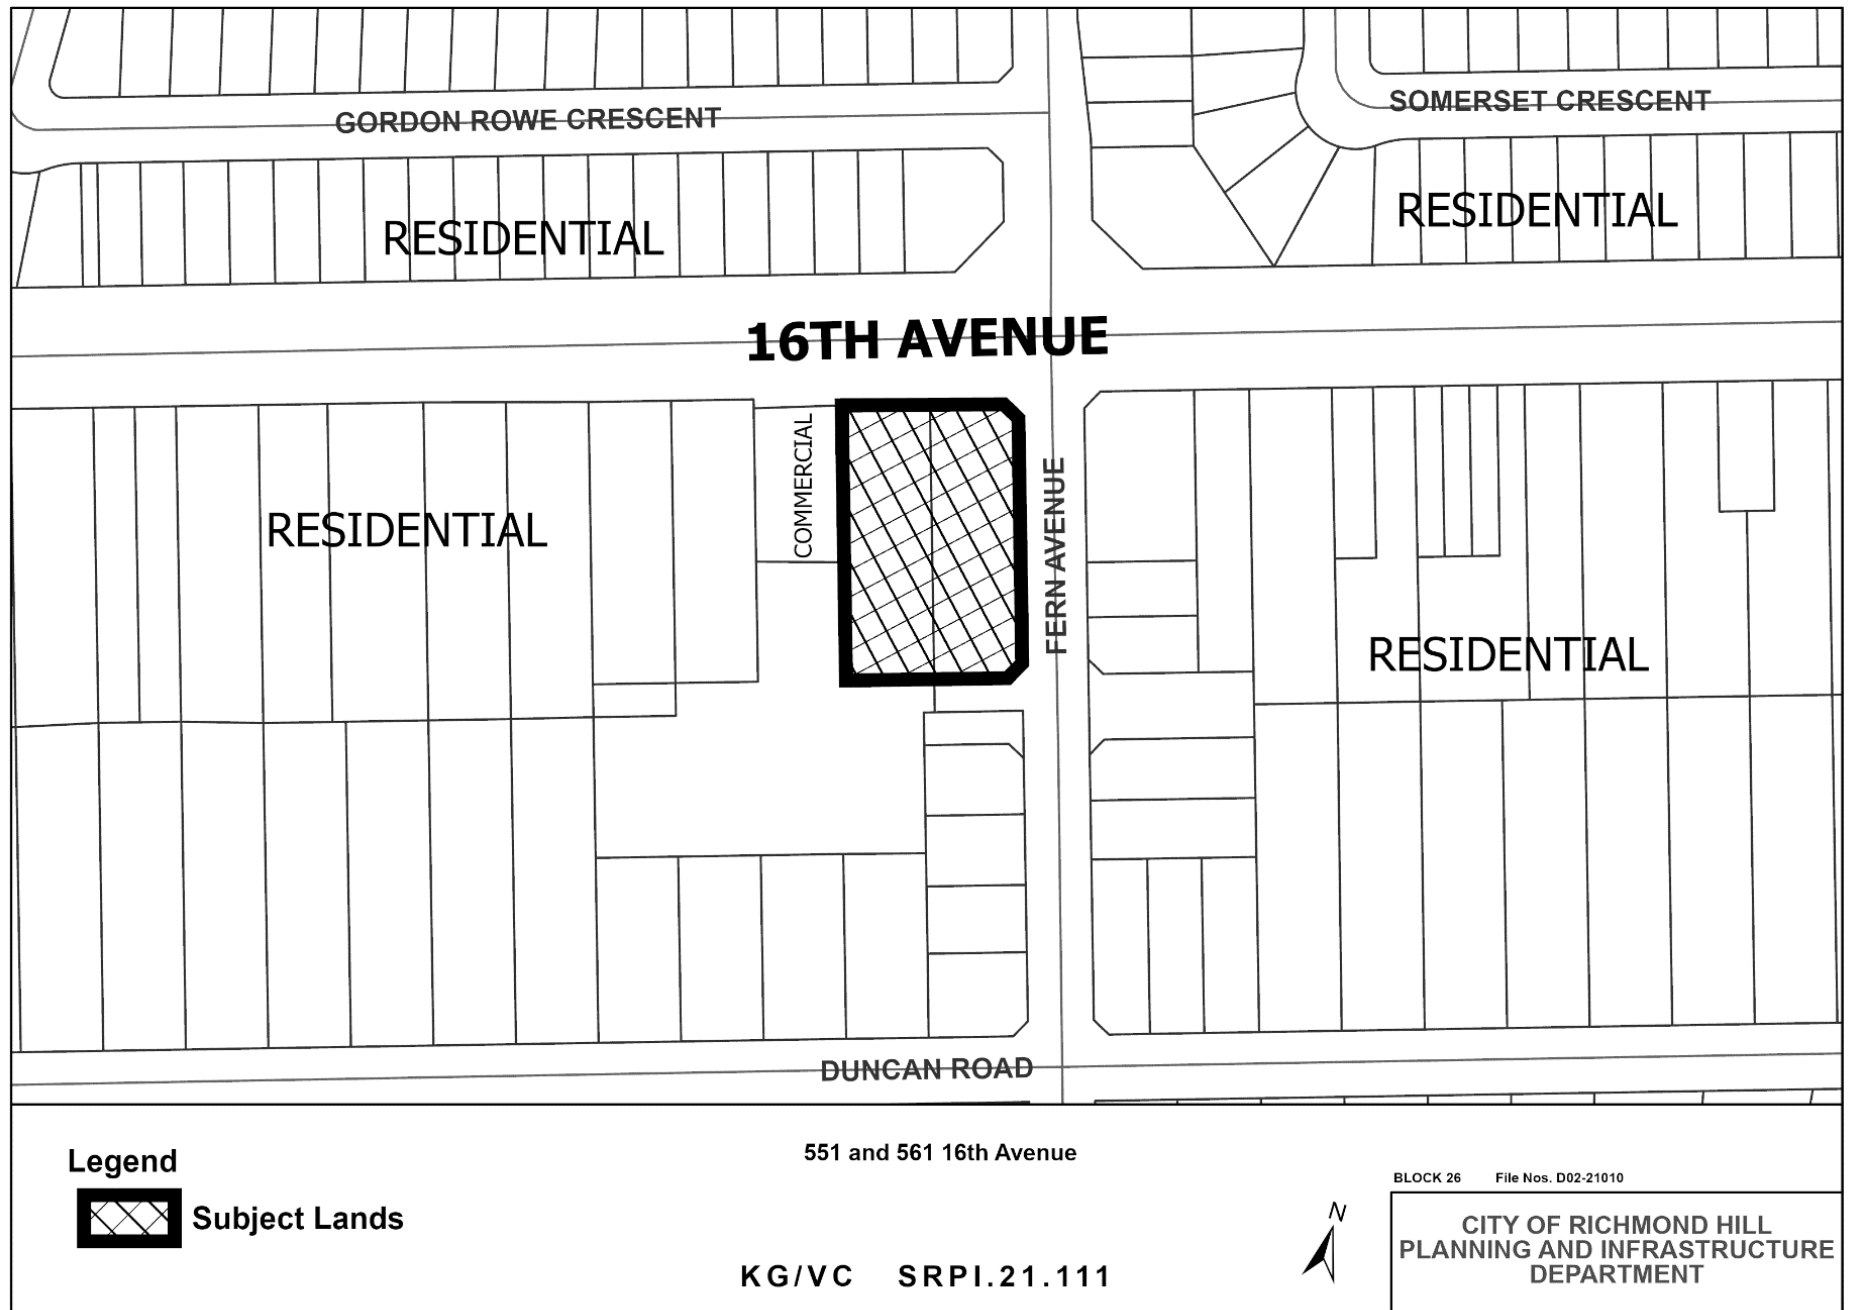 GORDON ROWE CRESCENT
SOMERSET CRESCENT
RESIDENTIAL
RESIDENTIAL
16TH AVENUE
COMMERCIAL
FERN AVENUE
RESIDENTIAL
RESIDENTIAL
DUNCAN ROAD
Legend
Subject Lands
551 and 561 16th Avenue
KG/VC SRPI.21.111
N
BLOCK 26 File Nos. D02-21010
CITY OF RICHMOND HILL
PLANNING AND INFRASTRUCTURE
DEPARTMENT